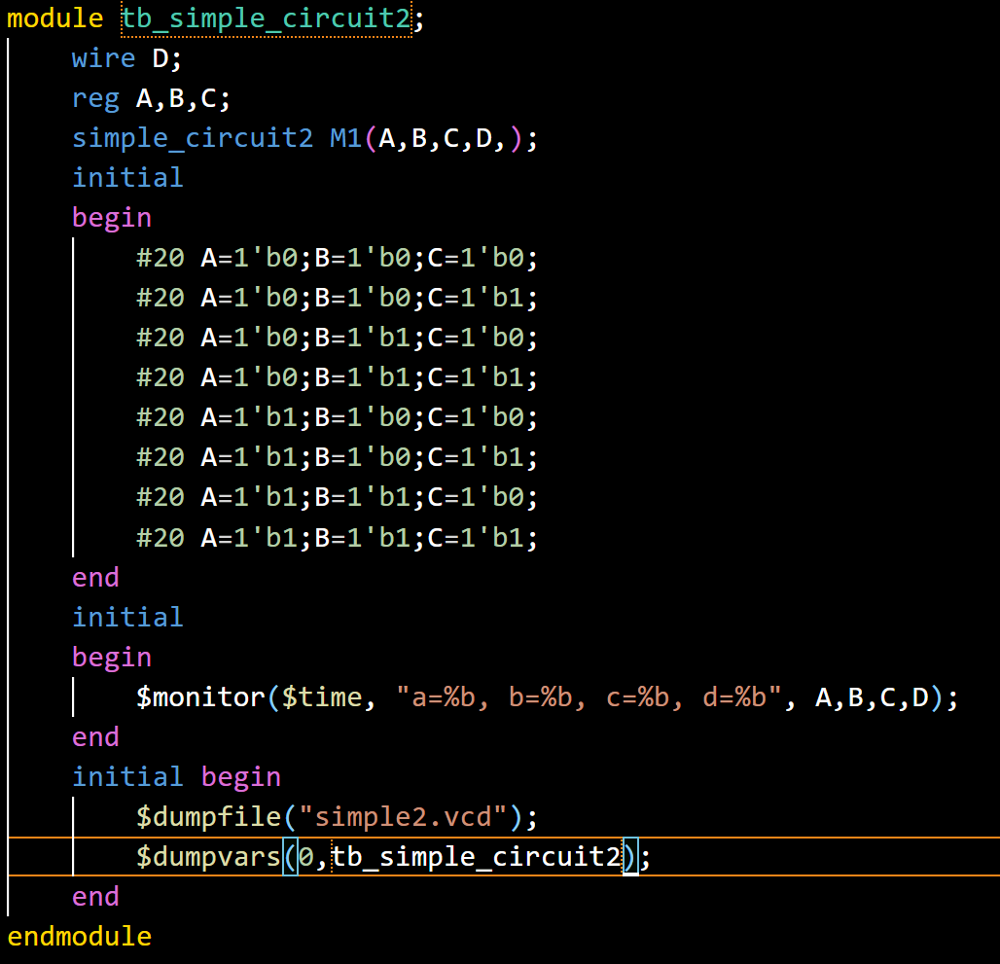 module tb_simple_circuit2;
    wire D;
    reg A,B,C;
    simple_circuit2 M1(A,B,C,D,);
    initial
    begin
        #20 A=1'b0;B=1'b0;C=1'b0;
        #20 A=1'b0;B=1'b0;C=1'b1;
        #20 A=1'b0;B=1'b1;C=1'b0;
        #20 A=1'b0;B=1'b1;C=1'b1;
        #20 A=1'b1;B=1'b0;C=1'b0;
        #20 A=1'b1;B=1'b0;C=1'b1;
        #20 A=1'b1;B=1'b1;C=1'b0;
        #20 A=1'b1;B=1'b1;C=1'b1;
    end
    initial
    begin
        $monitor($time, "a=%b, b=%b, c=%b, d=%b", A,B,C,D);
    end
    initial begin
        $dumpfile("simple2.vcd");
        $dumpvars(0,tb_simple_circuit2);
    end
endmodule